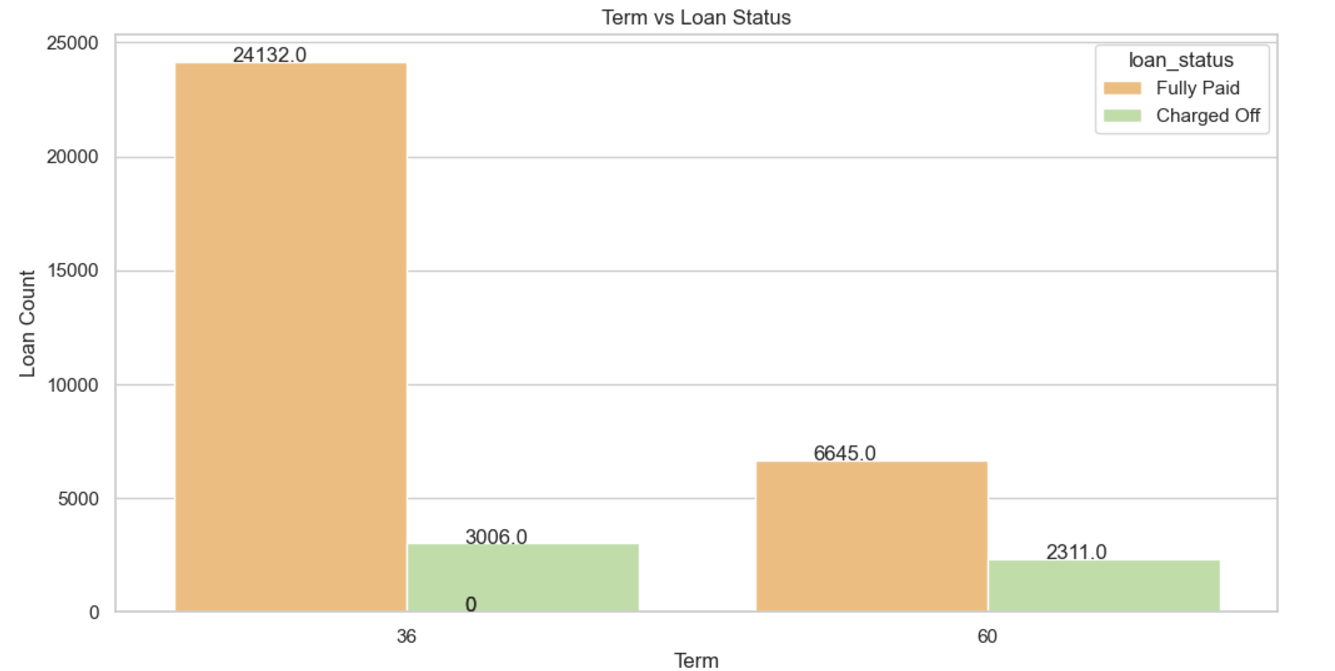 Term vs Loan Status
25000
20000
15000
10000
5000
0
Loan Count
24132.0
3006.0
0
6645.0
2311.0
loan_status
Fully Paid
Charged Off
36
60
Term